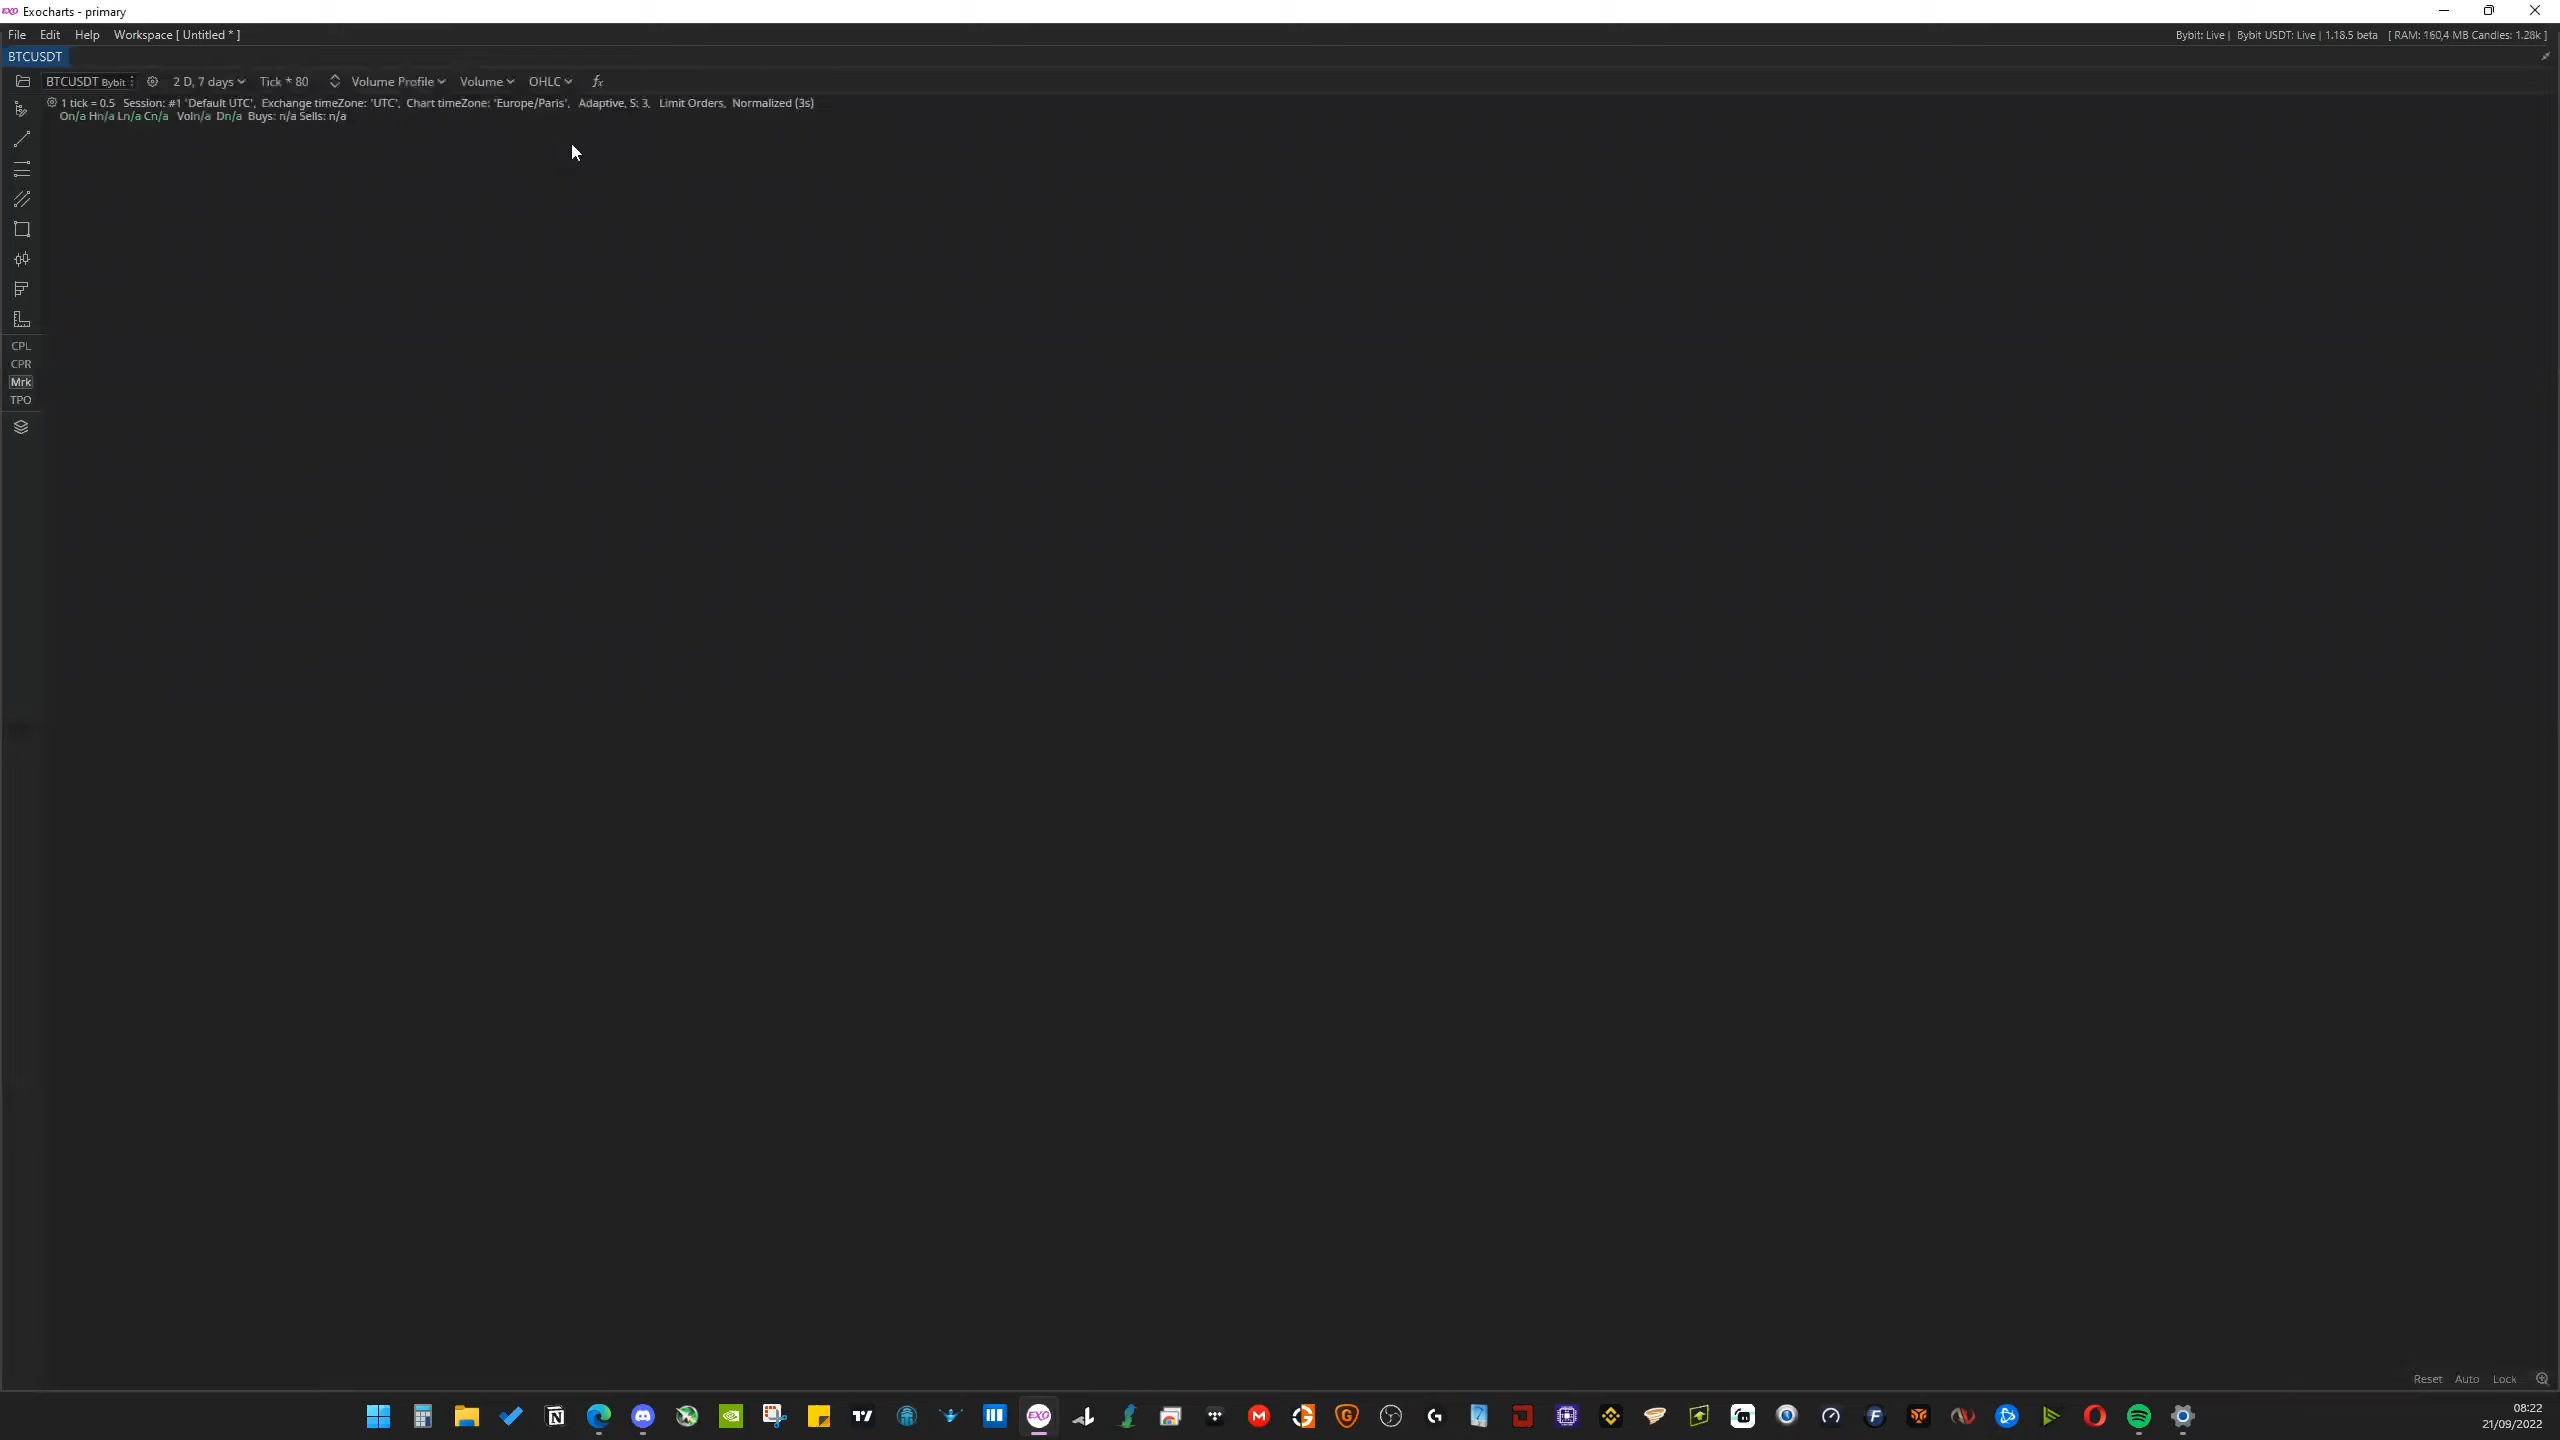 EXO Exocharts - primary
File Edit Help Workspace [ Untitled * ] Bybit: Live | Bybit USDT: Live | 1.18.5 beta [ RAM: 160,4 MB Candles: 1.28k ]
BTCUSDT
BTCUSDT Bybit 2 D, 7 days Tick * 80 Volume Profile Volume OHLC fx
1 tick = 0.5 Session: #1 'Default UTC', Exchange timeZone: 'UTC', Chart timeZone: 'Europe/Paris', Adaptive, S: 3, Limit Orders, Normalized (3s)
On/a Hn/a Ln/a Cn/a Voln/a Dn/a Buys: n/a Sells: n/a
CPL
CPR
Mrk
TPO
Reset Auto Lock
EXO
08:22
21/09/2022